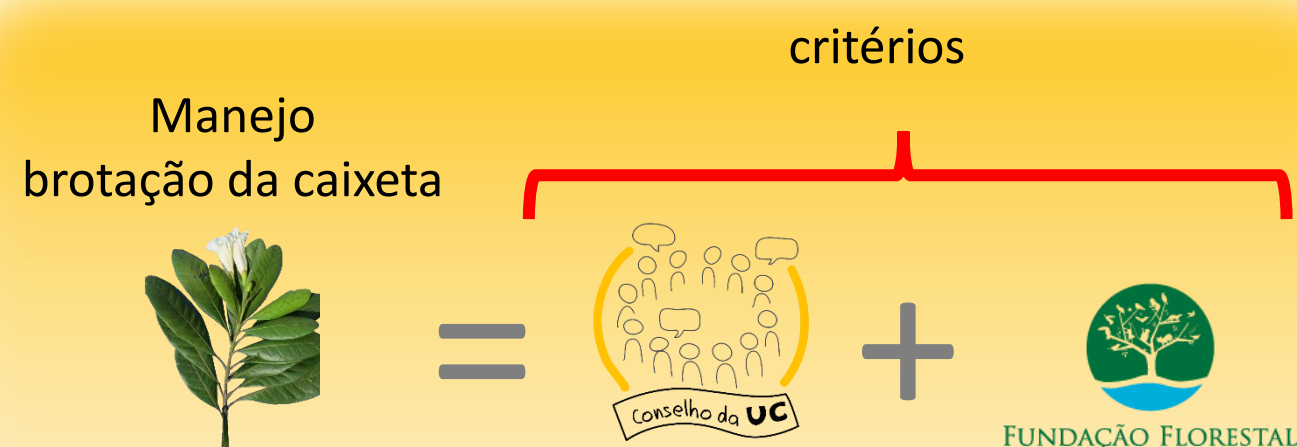 critérios
Manejo
brotação da caixeta
Conselho da UC
FUNDAÇÃO FLORESTAL